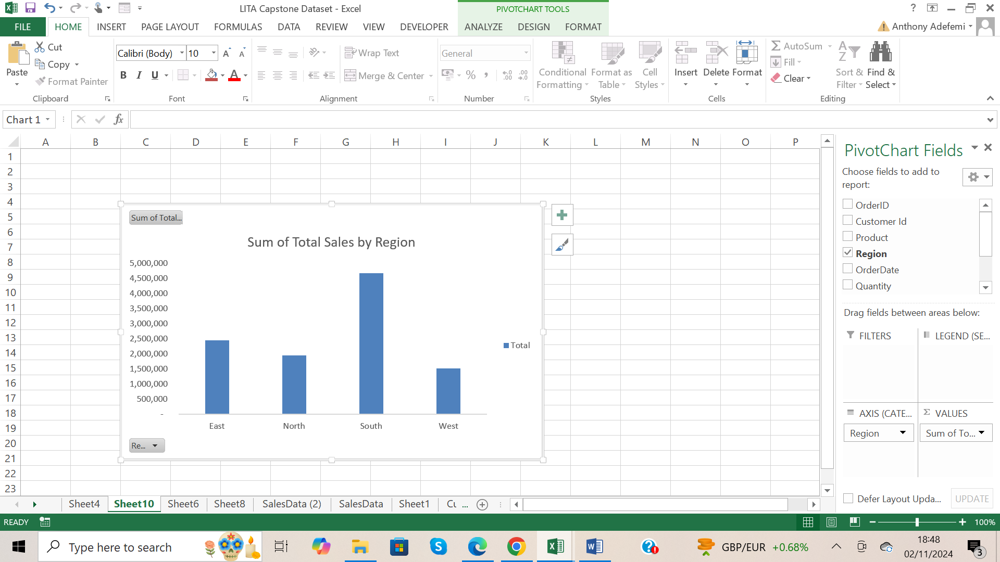 LITA Capstone Dataset - Excel
PIVOTCHART TOOLS
?
FILE
HOME
INSERT
PAGE LAYOUT
FORMULAS
DATA
REVIEW
VIEW
DEVELOPER
ANALYZE
DESIGN
FORMAT
Anthony Adefemi
Paste
Cut
Copy
Format Painter
Clipboard
Calibri (Body)
10
B I U
Font
Wrap Text
Merge & Center
Alignment
General
%
Number
Conditional Formatting
Format as Table
Cell Styles
Styles
Insert
Delete
Format
Cells
AutoSum
Fill
Clear
Sort & Filter
Find & Select
Editing
Chart 1
fx
A B C D E F G H I J K L M N O P
1
2
3
4
5
6
7
8
9
10
11
12
13
14
15
16
17
18
19
20
21
22
23
Sum of Total...
Sum of Total Sales by Region
5,000,000
4,500,000
4,000,000
3,500,000
3,000,000
2,500,000
2,000,000
1,500,000
1,000,000
500,000
-
East
North
South
West
Total
Re...
PivotChart Fields
Choose fields to add to
report:
OrderID
Customer Id
Product
Region
OrderDate
Quantity
Drag fields between areas below:
FILTERS
LEGEND (SE...
AXIS (CATE...
VALUES
Region
Sum of To...
Defer Layout Upda...
UPDATE
Sheet4
Sheet10
Sheet6
Sheet8
SalesData (2)
SalesData
Sheet1
Cu ...
READY
100%
Type here to search
GBP/EUR +0.68%
18:48
02/11/2024
3